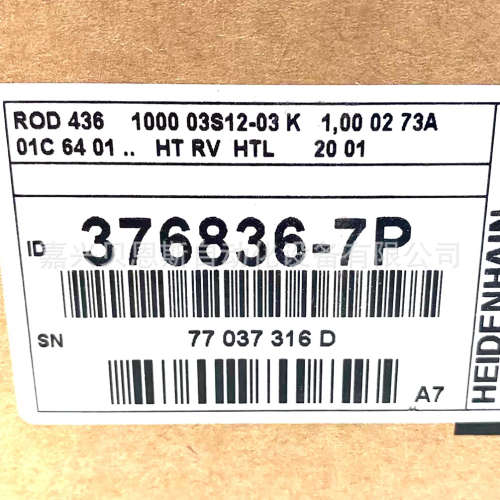 ROD 436 1000 03S12-03 K 1,00 02 73A
01C 64 01 .. HT RV HTL 20 01
ID 376836-7P
SN 77 037 316 D
A7
HEIDENHAIN